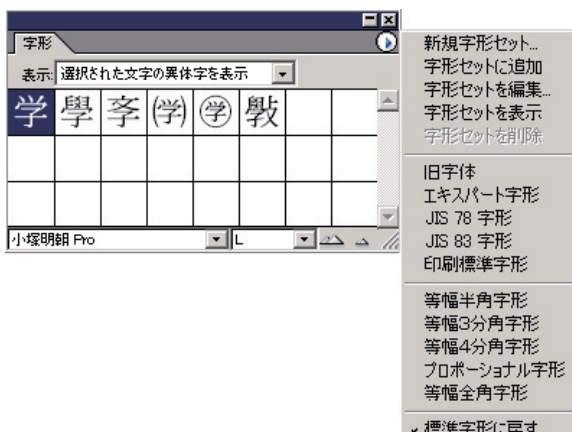 字形
表示: 選択された文字の異体字を表示
学 學 斈 (学) ㊫ 斅
小塚明朝 Pro L
新規字形セット...
字形セットに追加
字形セットを編集...
字形セットを表示
字形セットを削除
旧字体
エキスパート字形
JIS 78 字形
JIS 83 字形
印刷標準字形
等幅半角字形
等幅3分角字形
等幅4分角字形
プロポーショナル字形
等幅全角字形
✓ 標準字形に戻す